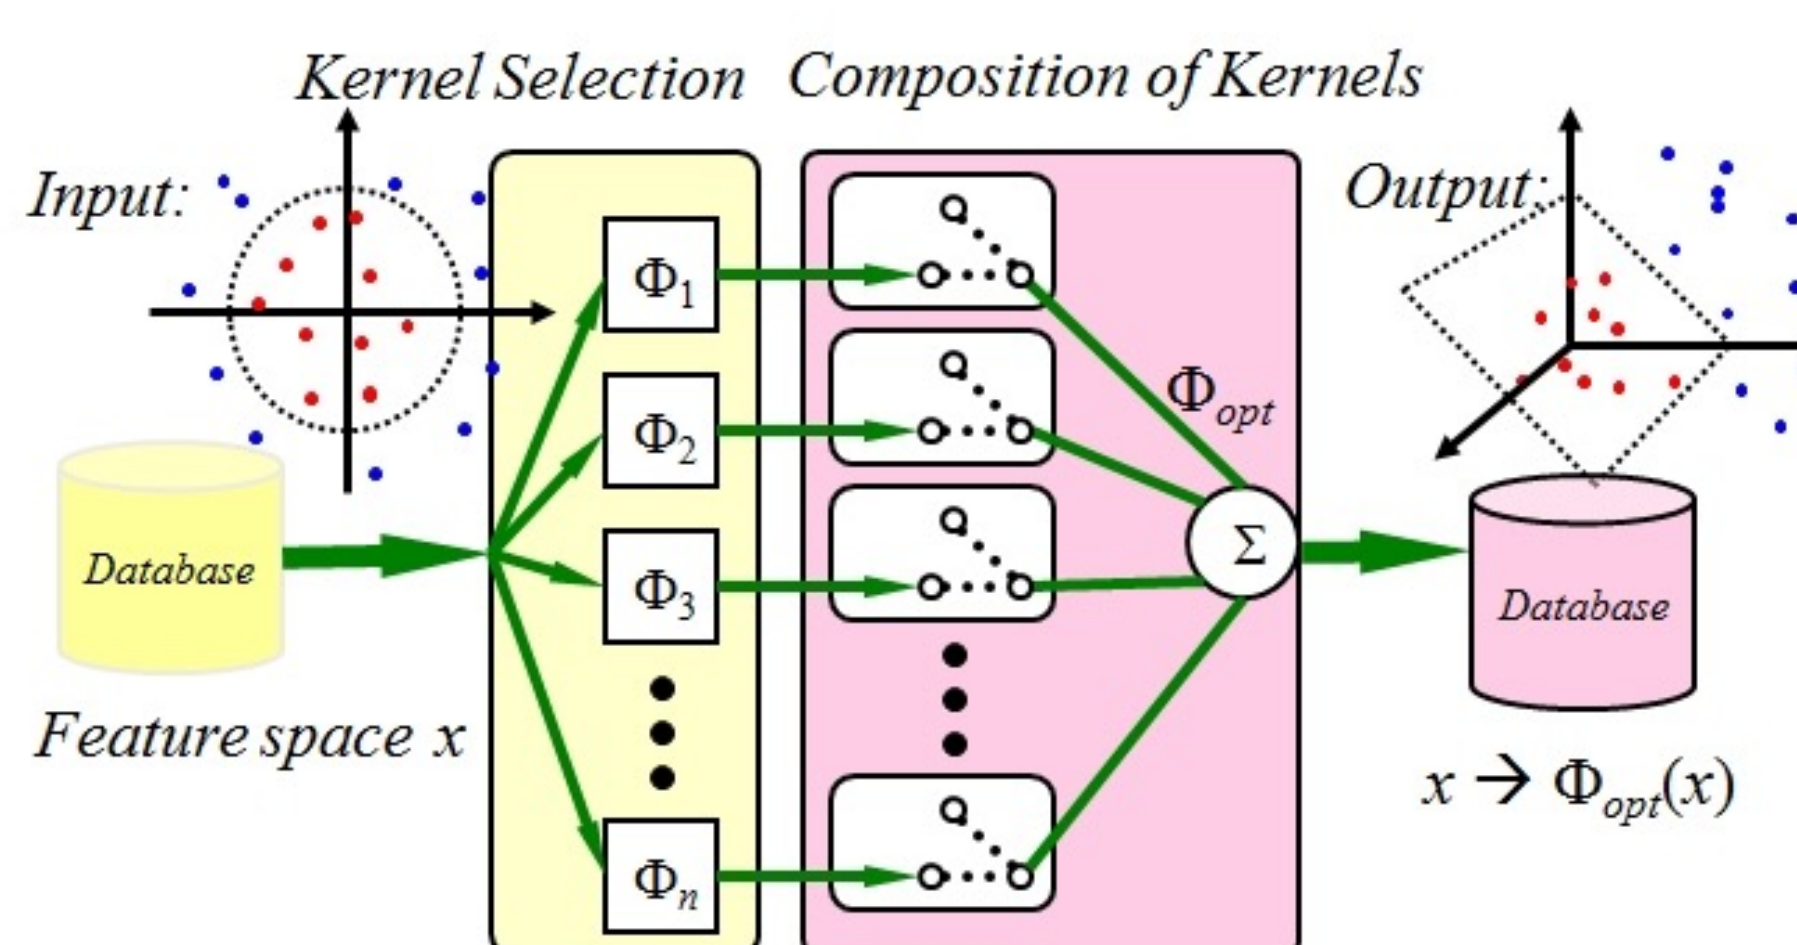 Kernel Selection
Composition of Kernels
Input:
Output:
Φ1
Φ2
Φ3
Φn
Φopt
Σ
Database
Database
Feature space x
x → Φopt(x)